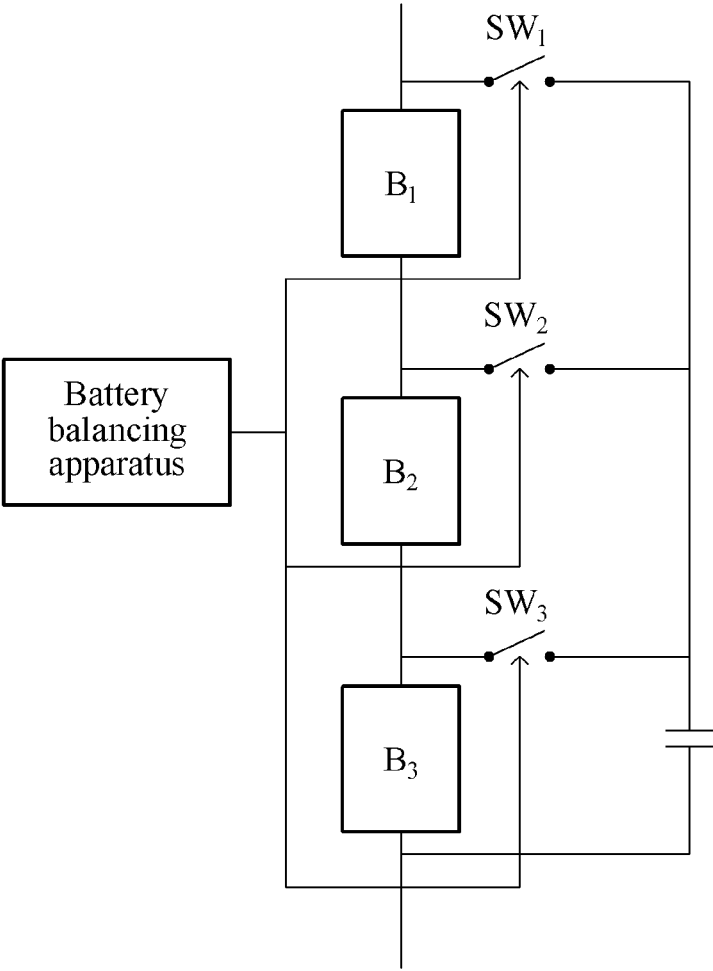 SW₁
B₁
SW₂
Battery
balancing
apparatus
B₂
SW₃
B₃